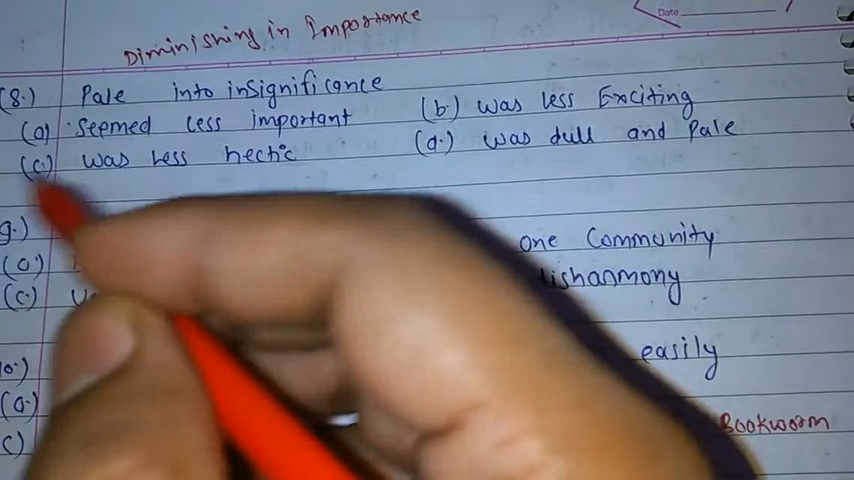 Date
Diminishing in Importance
(8.) Pale into insignificance
(a) Seemed less important (b) was less Exciting
(c) was less hectic (d.) was dull and Pale
9.) one Community
(a) disharmony
(c)
10.) easily
(a.) Bookworm
c)